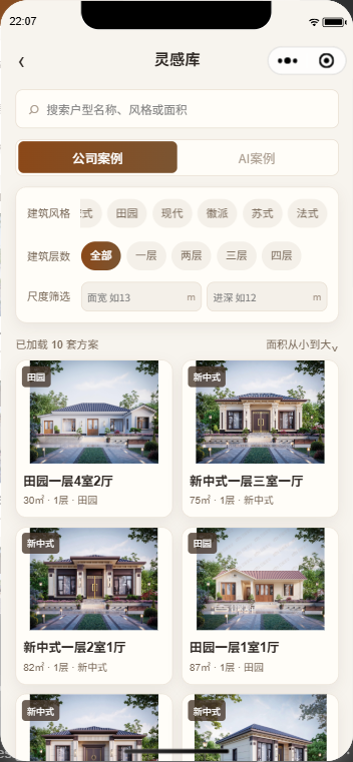 22:07
灵感库
搜索户型名称、风格或面积
公司案例
AI案例
建筑风格 式 田园 现代 徽派 苏式 法式
建筑层数 全部 一层 两层 三层 四层
尺度筛选 面宽 如13 m 进深 如12 m
已加载 10 套方案 面积从小到大
田园
新中式
田园一层4室2厅
新中式一层三室一厅
30㎡ · 1层 · 田园
75㎡ · 1层 · 新中式
新中式
田园
新中式一层2室1厅
田园一层1室1厅
82㎡ · 1层 · 新中式
87㎡ · 1层 · 田园
新中式
新中式